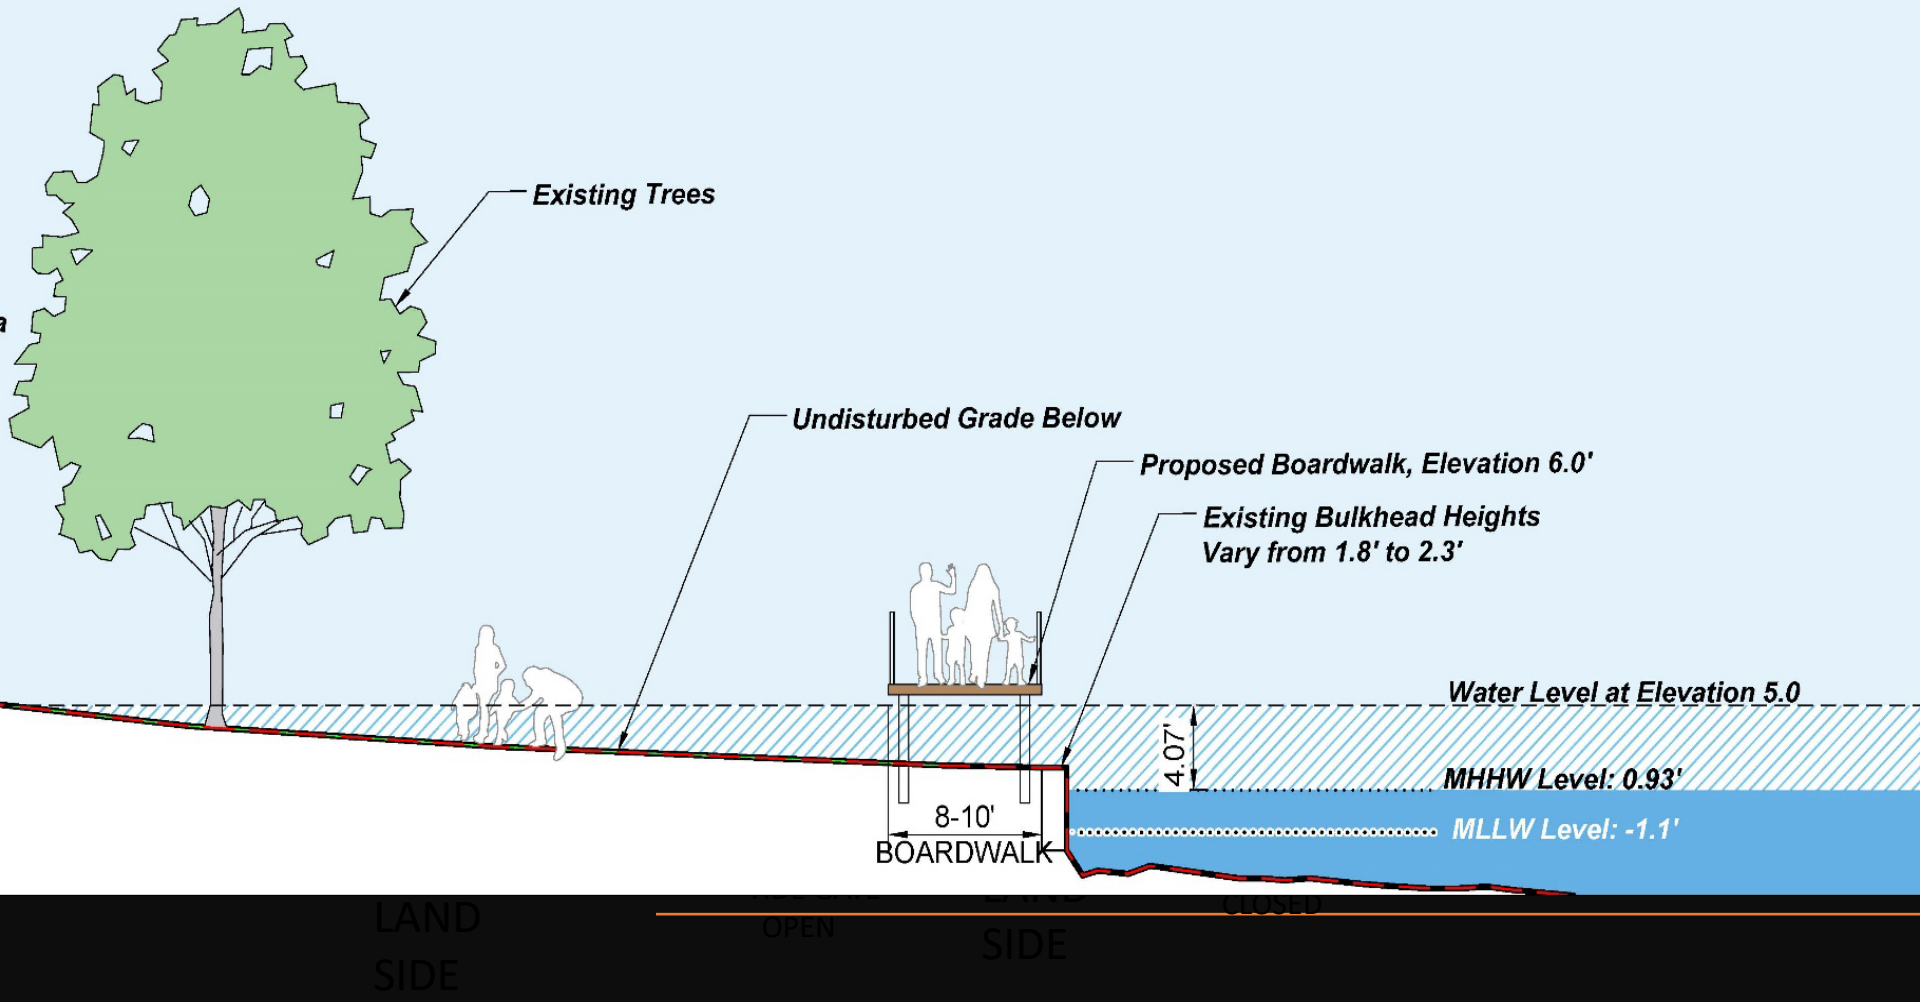 Existing Trees
a
Undisturbed Grade Below
Proposed Boardwalk, Elevation 6.0'
Existing Bulkhead Heights
Vary from 1.8' to 2.3'
Water Level at Elevation 5.0
4.07'
MHHW Level: 0.93'
8-10'
MLLW Level: -1.1'
BOARDWALK
LAND
SIDE
OPEN
LAND
SIDE
CLOSED